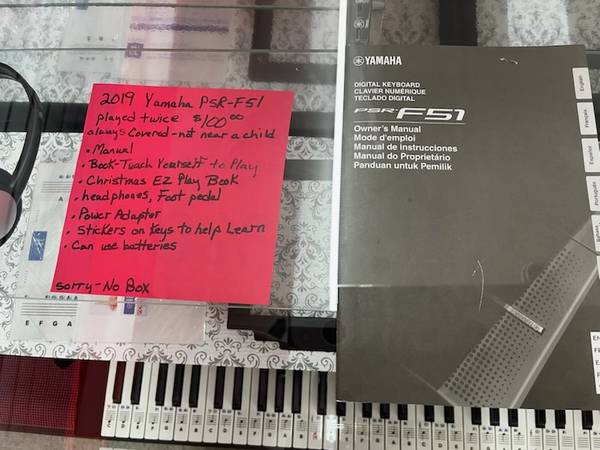 2019 Yamaha PSR-F51
played twice $100.00
always Covered-not near a child
• Manual
• Book-Teach Yourself to Play
• Christmas EZ Play Book
• headphones, Foot pedal
• Power Adaptor
• Stickers on Keys to help Learn
• Can use batteries
sorry-No Box
E F G A
YAMAHA
DIGITAL KEYBOARD
CLAVIER NUMÉRIQUE
TECLADO DIGITAL
PSR-F51
Owner's Manual
Mode d'emploi
Manual de instrucciones
Manual do Proprietário
Panduan untuk Pemilik
English
Français
Español
Português
EN